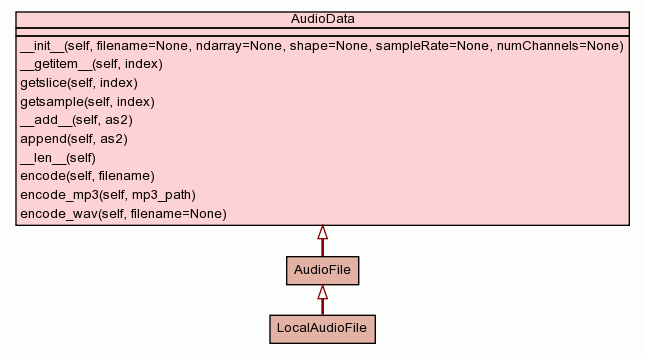 AudioData
__init__(self, filename=None, ndarray=None, shape=None, sampleRate=None, numChannels=None)
__getitem__(self, index)
getslice(self, index)
getsample(self, index)
__add__(self, as2)
append(self, as2)
__len__(self)
encode(self, filename)
encode_mp3(self, mp3_path)
encode_wav(self, filename=None)
AudioFile
LocalAudioFile